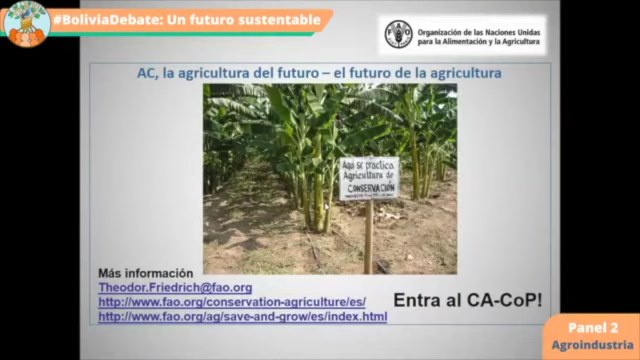 #BoliviaDebate: Un futuro sustentable
FAO
Organización de las Naciones Unidas
para la Alimentación y la Agricultura
AC, la agricultura del futuro – el futuro de la agricultura
Aqui se practica
Agricultura de
CONSERVACIÓN
Más información
Theodor.Friedrich@fao.org
http://www.fao.org/conservation-agriculture/es/
http://www.fao.org/ag/save-and-grow/es/index.html
Entra al CA-CoP!
Panel 2
Agroindustria